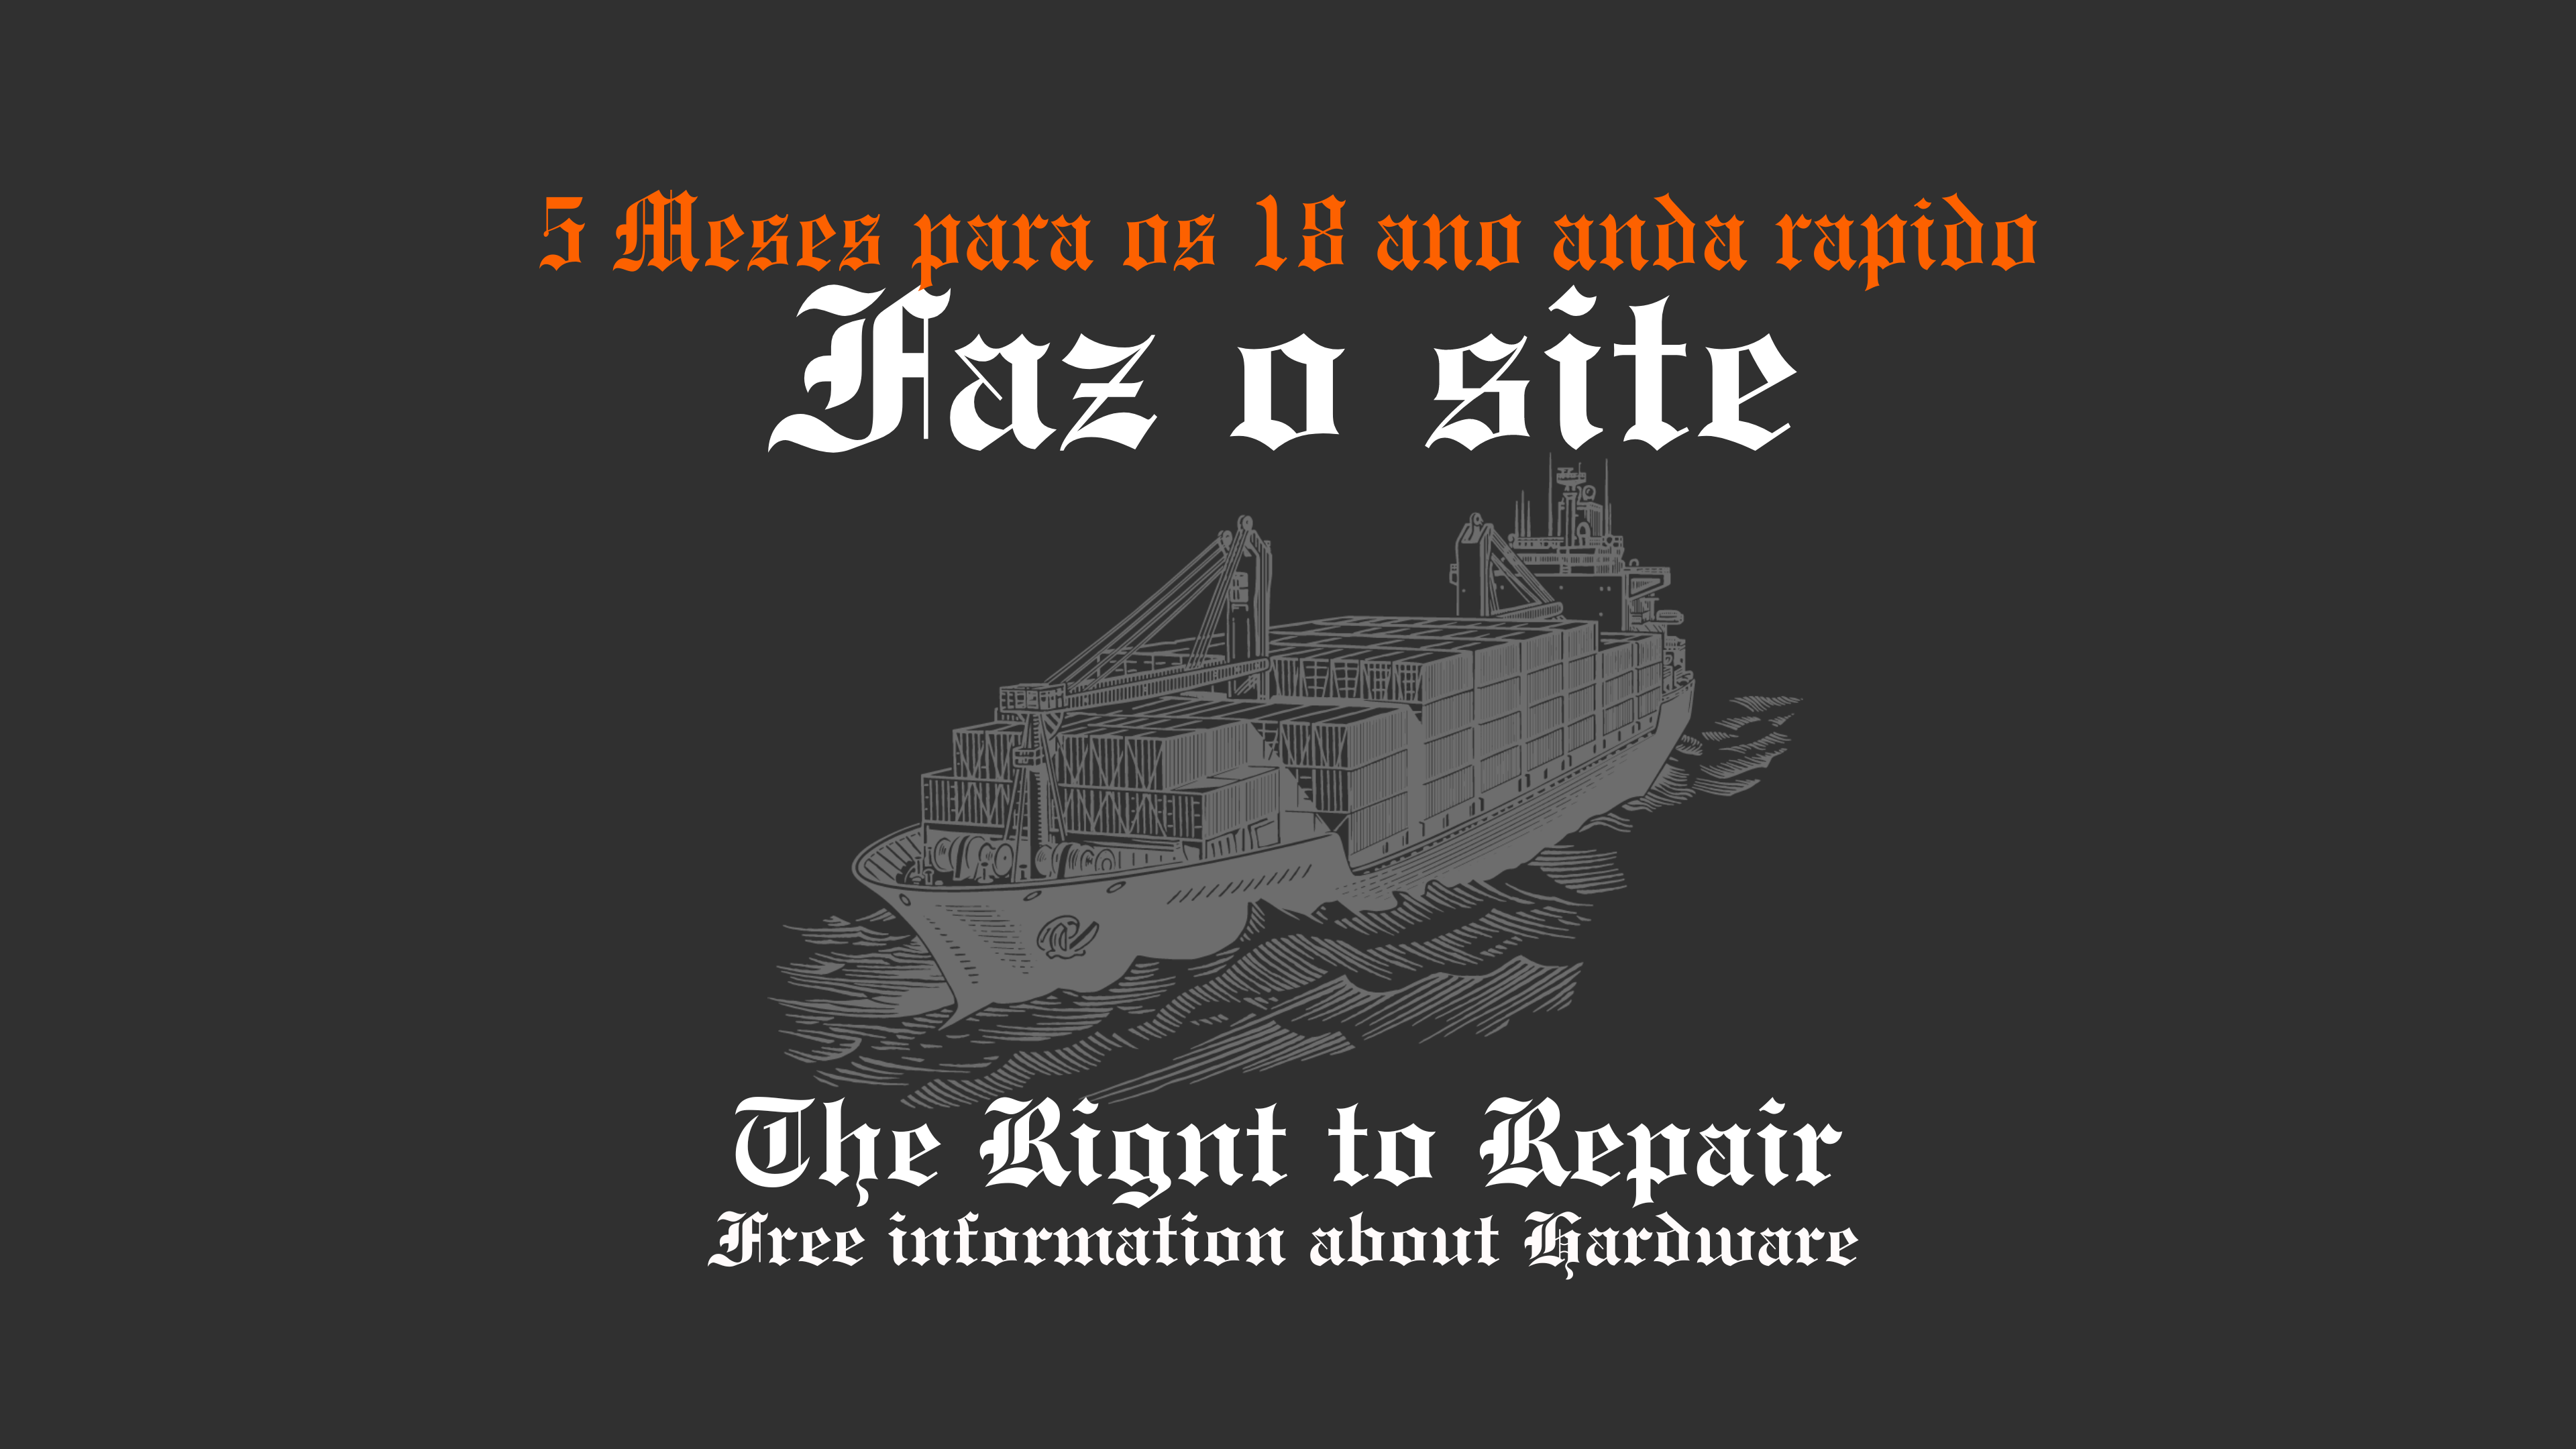 5 Meses para os 18 ano anda rapido
Faz o site
The Rignt to Repair
Free information about Hardware